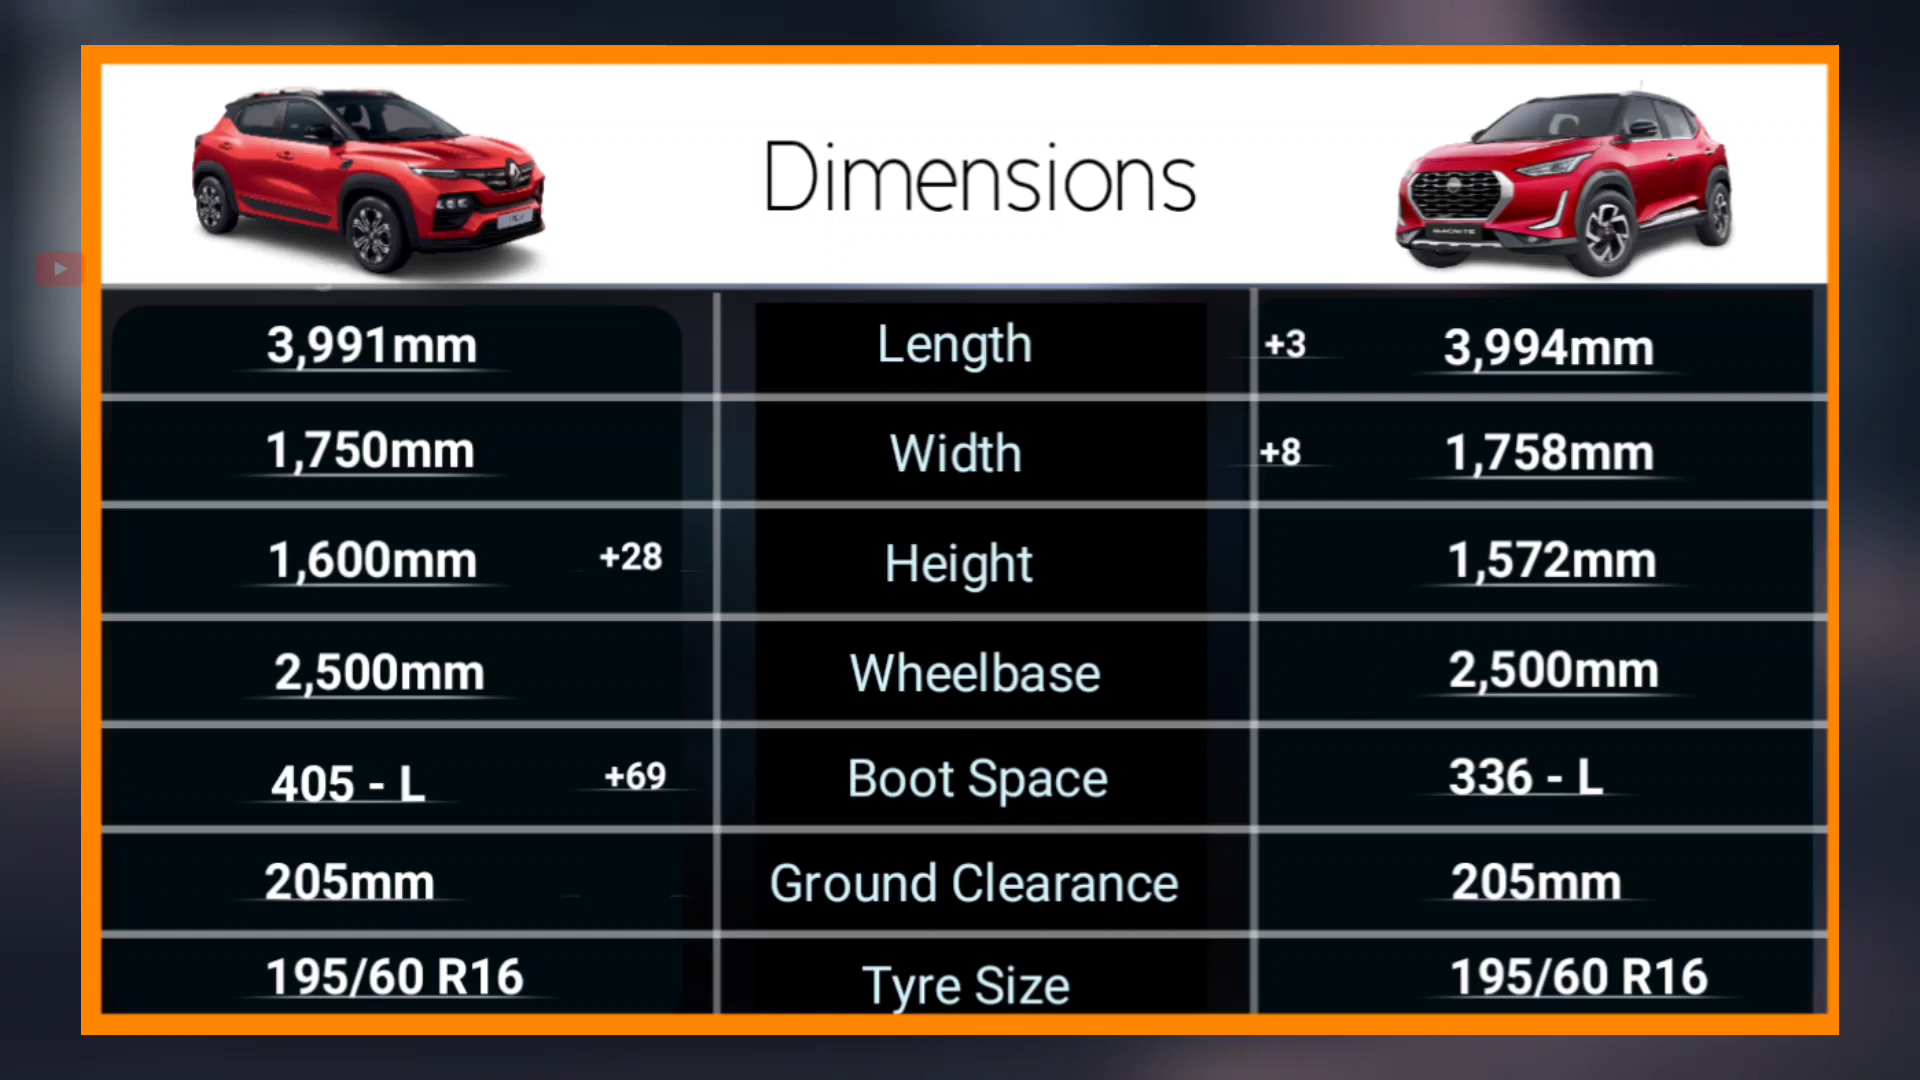 Dimensions
MAGNITE
3,991mm Length +3 3,994mm
1,750mm Width +8 1,758mm
1,600mm +28 Height 1,572mm
2,500mm Wheelbase 2,500mm
405 - L +69 Boot Space 336 - L
205mm Ground Clearance 205mm
195/60 R16 Tyre Size 195/60 R16